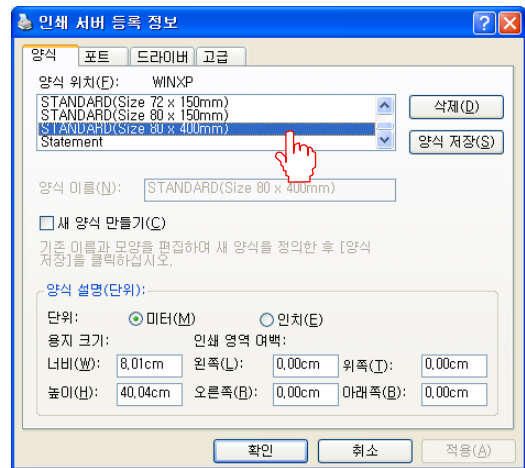 인쇄 서버 등록 정보
양식 포트 드라이버 고급
양식 위치(F): WINXP
STANDARD(Size 72 x 150mm)
STANDARD(Size 80 x 150mm)
STANDARD(Size 80 x 400mm)
Statement
삭제(D)
양식 저장(S)
양식 이름(N): STANDARD(Size 80 x 400mm)
새 양식 만들기(C)
기존 이름과 모양을 편집하며 새 양식을 정의한 후 [양식
저장]을 클릭하십시오.
양식 설명(단위):
단위: 미터(M) 인치(E)
용지 크기: 인쇄 영역 여백:
너비(W): 8,01cm 왼쪽(L): 0,00cm 위쪽(T): 0,00cm
높이(H): 40,04cm 오른쪽(R): 0,00cm 아래쪽(B): 0,00cm
확인 취소 적용(A)